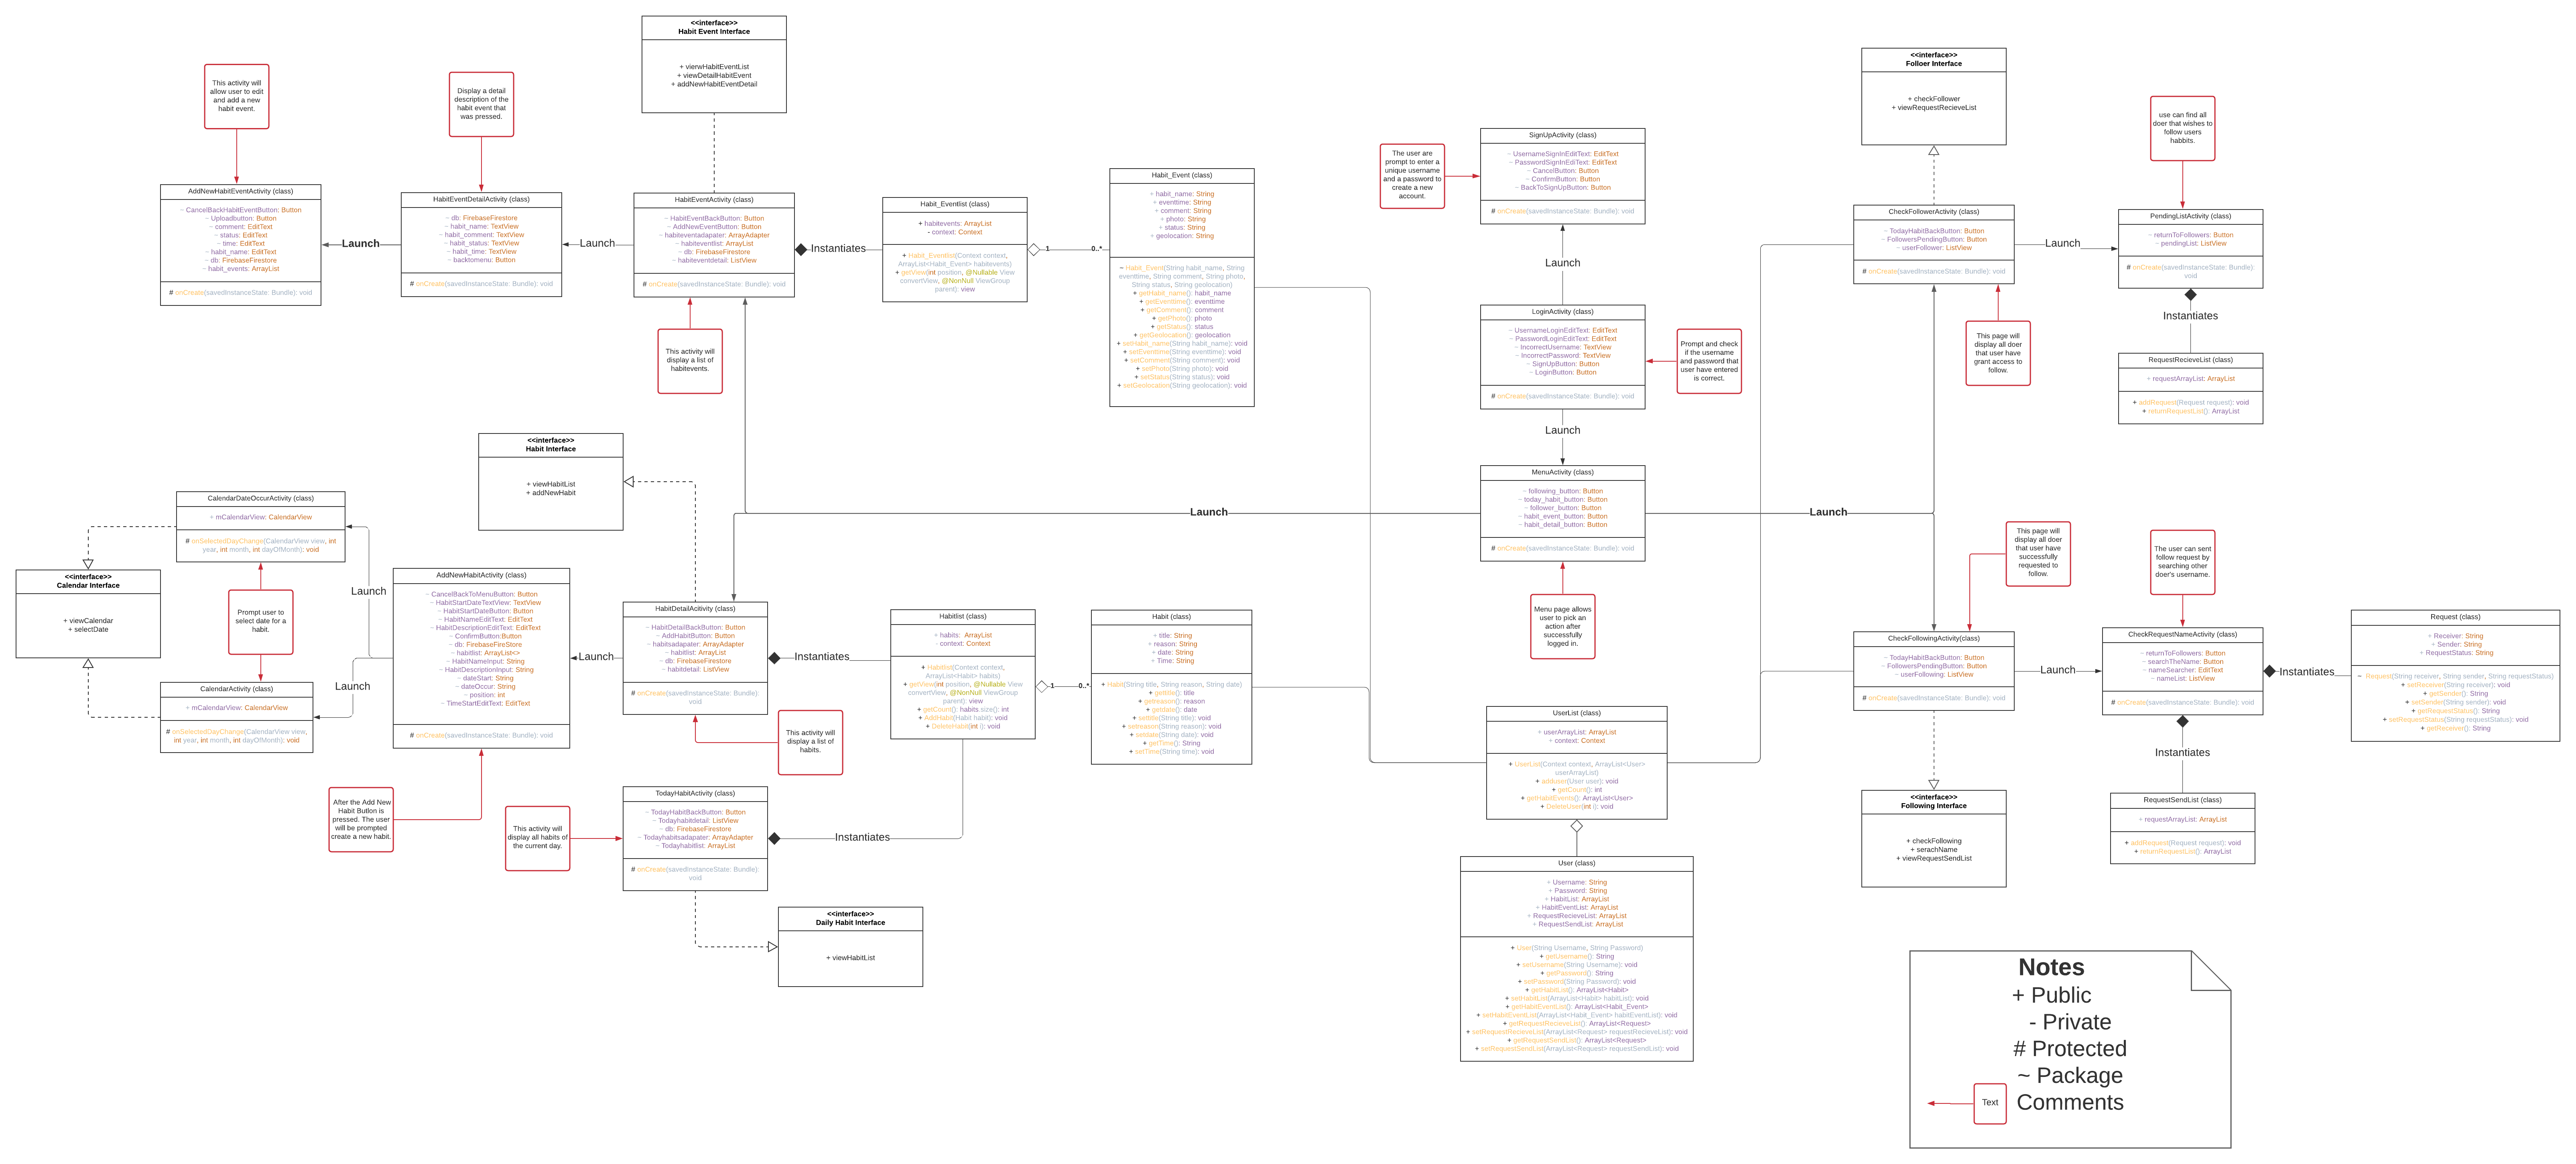 <<interface>>
Habit Event Interface
+ vierwHabitEventList
+ viewDetailHabitEvent
+ addNewHabitEventDetail
<<interface>>
Folloer Interface
+ checkFollower
+ viewRequestRecieveList
This activity will
allow user to edit
and add a new
habit event.
Display a detail
description of the
habit event that
was pressed.
use can find all
doer that wishes to
follow users
habbits.
The user are
prompt to enter a
unique username
and a password to
create a new
account.
SignUpActivity (class)
~ UsernameSignInEditText: EditText
~ PasswordSignInEdiText: EditText
~ CancelButton: Button
~ ConfirmButton: Button
~ BackToSignUpButton: Button
# onCreate(savedInstanceState: Bundle): void
AddNewHabitEventActivity (class)
~ CancelBackHabitEventButton: Button
~ Uploadbutton: Button
~ comment: EditText
~ status: EditText
~ time: EditText
~ habit_name: EditText
~ db: FirebaseFirestore
~ habit_events: ArrayList
# onCreate(savedInstanceState: Bundle): void
Launch
HabitEventDetailActivity (class)
~ db: FirebaseFirestore
~ habit_name: TextView
~ habit_comment: TextView
~ habit_status: TextView
~ habit_time: TextView
~ backtomenu: Button
# onCreate(savedInstanceState: Bundle): void
Launch
HabitEventActivity (class)
~ HabitEventBackButton: Button
~ AddNewEventButton: Button
~ habiteventadapater: ArrayAdapter
~ habiteventlist: ArrayList
~ db: FirebaseFirestore
~ habiteventdetail: ListView
# onCreate(savedInstanceState: Bundle): void
Instantiates
Habit_Eventlist (class)
+ habitevents: ArrayList
- context: Context
+ Habit_Eventlist(Context context,
ArrayList<Habit_Event> habitevents)
+ getView(int position, @Nullable View
convertView, @NonNull ViewGroup
parent): view
1
0..*
Habit_Event (class)
+ habit_name: String
+ eventtime: String
+ comment: String
+ photo: String
+ status: String
+ geolocation: String
~ Habit_Event(String habit_name, String
eventtime, String comment, String photo,
String status, String geolocation)
+ getHabit_name(): habit_name
+ getEventtime(): eventtime
+ getComment(): comment
+ getPhoto(): photo
+ getStatus(): status
+ getGeolocation(): geolocation
+ setHabit_name(String habit_name): void
+ setEventtime(String eventtime): void
+ setComment(String comment): void
+ setPhoto(String photo): void
+ setStatus(String status): void
+ setGeolocation(String geolocation): void
CheckFollowerActivity (class)
~ TodayHabitBackButton: Button
~ FollowersPendingButton: Button
~ userFollower: ListView
# onCreate(savedInstanceState: Bundle): void
Launch
PendingListActivity (class)
~ returnToFollowers: Button
~ pendingList: ListView
# onCreate(savedInstanceState: Bundle):
void
Instantiates
RequestRecieveList (class)
+ requestArrayList: ArrayList
+ addRequest(Request request): void
+ returnRequestList(): ArrayList
Launch
This activity will
display a list of
habitevents.
LoginActivity (class)
~ UsernameLoginEditText: EditText
~ PasswordLoginEditText: EditText
~ IncorrectUsername: TextView
~ IncorrectPassword: TextView
~ SignUpButton: Button
~ LoginButton: Button
# onCreate(savedInstanceState: Bundle): void
Prompt and check
if the username
and password that
user have entered
is correct.
This page will
display all doer
that user have
grant access to
follow.
Launch
<<interface>>
Habit Interface
+ viewHabitList
+ addNewHabit
MenuActivity (class)
~ following_button: Button
~ today_habit_button: Button
~ follower_button: Button
~ habit_event_button: Button
~ habit_detail_button: Button
# onCreate(savedInstanceState: Bundle): void
Launch
Launch
CalendarDateOccurActivity (class)
+ mCalendarView: CalendarView
# onSelectedDayChange(CalendarView view, int
year, int month, int dayOfMonth): void
<<interface>>
Calendar Interface
+ viewCalendar
+ selectDate
Prompt user to
select date for a
habit.
Launch
Launch
CalendarActivity (class)
+ mCalendarView: CalendarView
# onSelectedDayChange(CalendarView view,
int year, int month, int dayOfMonth): void
AddNewHabitActivity (class)
~ CancelBackToMenuButton: Button
~ HabitStartDateTextView: TextView
~ HabitStartDateButton: Button
~ HabitNameEditText: EditText
~ HabitDescriptionEditText: EditText
~ ConfirmButton:Button
~ db: FirebaseFireStore
~ habitlist: ArrayList<>
~ HabitNameInput: String
~ HabitDescriptionInput: String
~ dateStart: String
~ dateOccur: String
~ position: int
~ TimeStartEditText: EditText
# onCreate(savedInstanceState: Bundle): void
Launch
HabitDetailAcitivity (class)
~ HabitDetailBackButton: Button
~ AddHabitButton: Button
~ habitsadapater: ArrayAdapter
~ habitlist: ArrayList
~ db: FirebaseFirestore
~ habitdetail: ListView
# onCreate(savedInstanceState: Bundle):
void
Instantiates
Habitlist (class)
+ habits: ArrayList
- context: Context
+ Habitlist(Context context,
ArrayList<Habit> habits)
+ getView(int position, @Nullable View
convertView, @NonNull ViewGroup
parent): view
+ getCount(): habits.size(): int
+ AddHabit(Habit habit): void
+ DeleteHabit(int i): void
1
0..*
Habit (class)
+ title: String
+ reason: String
+ date: String
+ Time: String
+ Habit(String title, String reason, String date)
+ getitle(): title
+ getreason(): reason
+ getdate(): date
+ settitle(String title): void
+ setreason(String reason): void
+ setdate(String date): void
+ getTime(): String
+ setTime(String time): void
Menu page allows
user to pick an
action after
successfully
logged in.
This page will
display all doer
that user have
successfully
requested to
follow.
The user can sent
follow request by
searching other
doer's username.
CheckFollowingActivity(class)
~ TodayHabitBackButton: Button
~ FollowersPendingButton: Button
~ userFollowing: ListView
# onCreate(savedInstanceState: Bundle): void
Launch
CheckRequestNameActivity (class)
~ returnToFollowers: Button
~ searchTheName: Button
~ nameSearcher: EditText
~ nameList: ListView
# onCreate(savedInstanceState: Bundle): void
Instantiates
Request (class)
+ Receiver: String
+ Sender: String
+ RequestStatus: String
~ Request(String receiver, String sender, String requestStatus)
+ setReceiver(String receiver): void
+ getSender(): String
+ setSender(String sender): void
+ getRequestStatus(): String
+ setRequestStatus(String requestStatus): void
+ getReceiver(): String
Instantiates
RequestSendList (class)
+ requestArrayList: ArrayList
+ addRequest(Request request): void
+ returnRequestList(): ArrayList
<<interface>>
Following Interface
+ checkFollowing
+ serachName
+ viewRequestSendList
This activity will
display a list of
habits.
UserList (class)
+ userArrayList: ArrayList
+ context: Context
+ UserList(Context context, ArrayList<User>
userArrayList)
+ adduser(User user): void
+ getCount(): int
+ getHabitEvents(): ArrayList<User>
+ DeleteUser(int i): void
After the Add New
Habit Button is
pressed. The user
will be prompted
create a new habit.
This activity will
display all habits of
the current day.
TodayHabitActivity (class)
~ TodayHabitBackButton: Button
~ Todayhabitdetail: ListView
~ db: FirebaseFirestore
~ Todayhabitsadapater: ArrayAdapter
~ Todayhabitlist: ArrayList
# onCreate(savedInstanceState: Bundle):
void
Instantiates
<<interface>>
Daily Habit Interface
+ viewHabitList
User (class)
+ Username: String
+ Password: String
+ HabitList: ArrayList
+ HabitEventList: ArrayList
+ RequestRecieveList: ArrayList
+ RequestSendList: ArrayList
+ User(String Username, String Password)
+ getUsername(): String
+ setUsername(String Username): void
+ getPassword(): String
+ setPassword(String Password): void
+ getHabitList(): ArrayList<Habit>
+ setHabitList(ArrayList<Habit> habitList): void
+ getHabitEventList(): ArrayList<Habit_Event>
+ setHabitEventList(ArrayList<Habit_Event> habitEventList): void
+ getRequestRecieveList(): ArrayList<Request>
+ setRequestRecieveList(ArrayList<Request> requestRecieveList): void
+ getRequestSendList(): ArrayList<Request>
+ setRequestSendList(ArrayList<Request> requestSendList): void
Notes
+ Public
- Private
# Protected
~ Package
Text
Comments